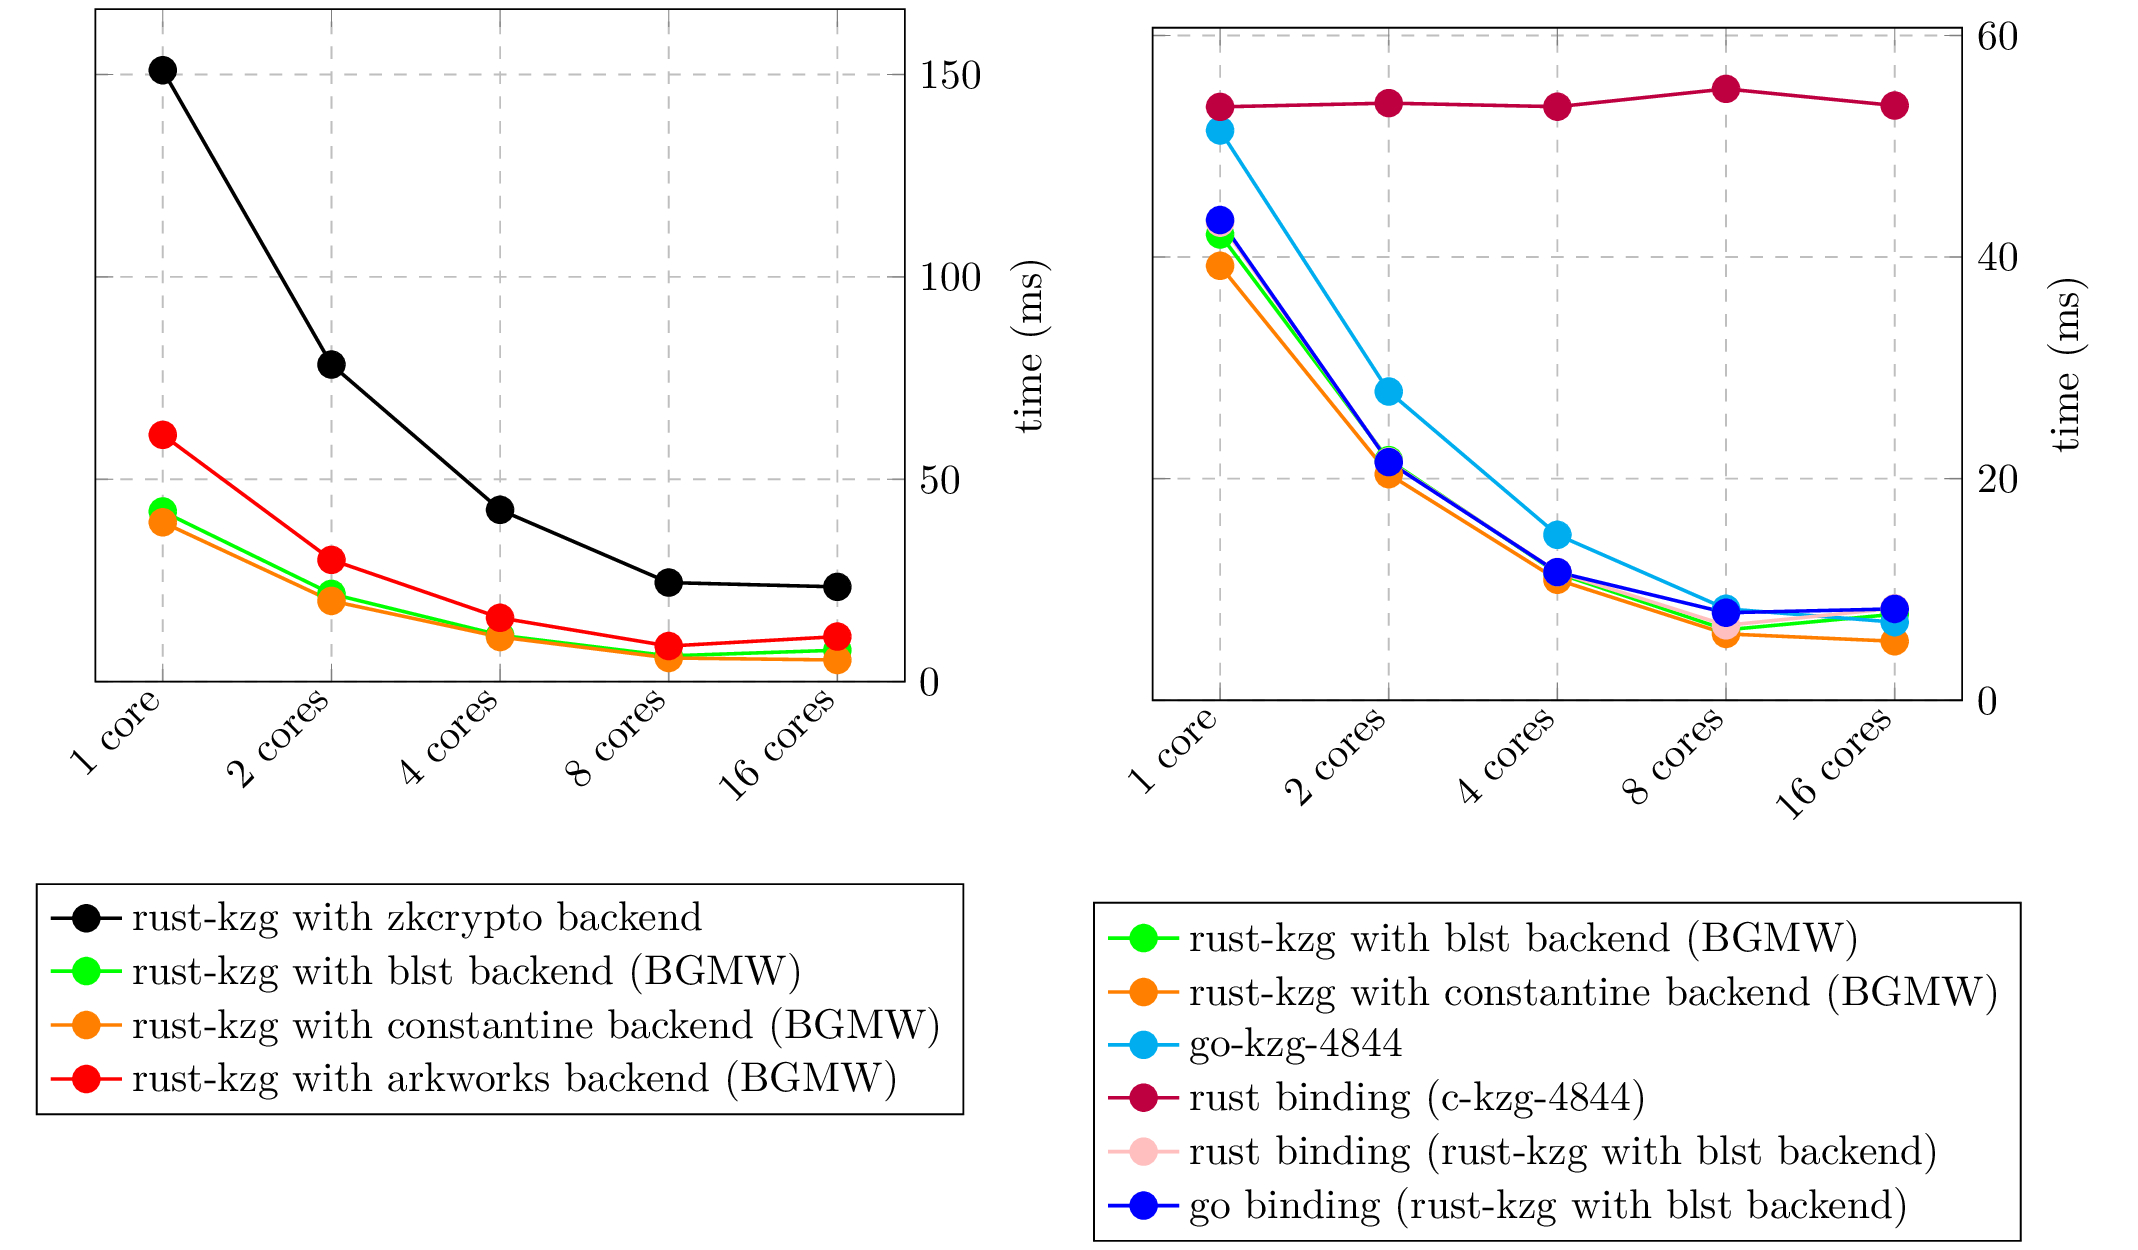 150
100
50
0
time (ms)
1 core
2 cores
4 cores
8 cores
16 cores
rust-kzg with zkcrypto backend
rust-kzg with blst backend (BGMW)
rust-kzg with constantine backend (BGMW)
rust-kzg with arkworks backend (BGMW)
60
40
20
0
time (ms)
1 core
2 cores
4 cores
8 cores
16 cores
rust-kzg with blst backend (BGMW)
rust-kzg with constantine backend (BGMW)
go-kzg-4844
rust binding (c-kzg-4844)
rust binding (rust-kzg with blst backend)
go binding (rust-kzg with blst backend)